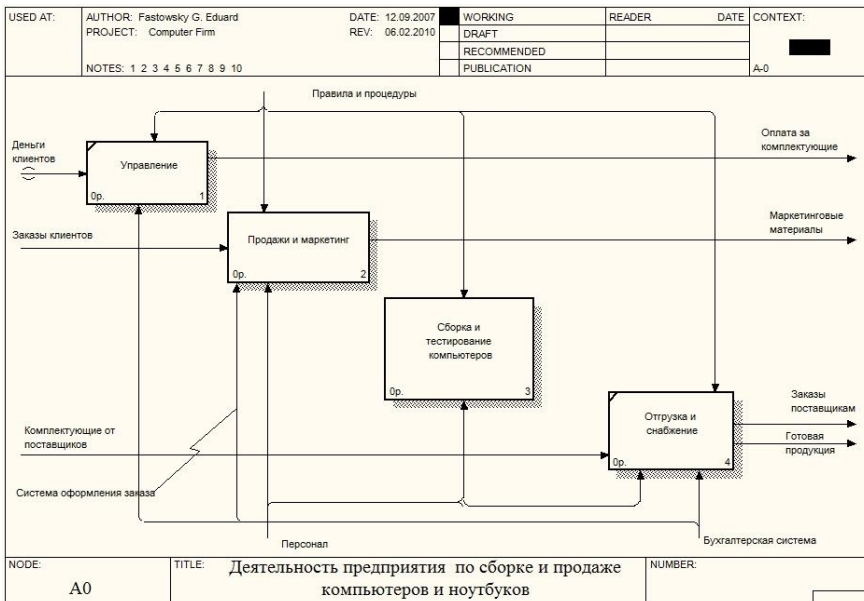 USED AT:
AUTHOR: Fastowsky G. Eduard
DATE: 12.09.2007
PROJECT: Computer Firm
REV: 06.02.2010
NOTES: 1 2 3 4 5 6 7 8 9 10
WORKING
DRAFT
RECOMMENDED
PUBLICATION
READER
DATE
CONTEXT:
A-0
Правила и процедуры
Деньги
клиентов
Управление
0р.
1
Оплата за
комплектующие
Заказы клиентов
Продажи и маркетинг
0р.
2
Маркетинговые
материалы
Сборка и
тестирование
компьютеров
0р.
3
Отгрузка и
снабжение
0р.
4
Заказы
поставщикам
Готовая
продукция
Комплектующие от
поставщиков
Система оформления заказа
Персонал
Бухгалтерская система
NODE:
A0
TITLE:
Деятельность предприятия по сборке и продаже
компьютеров и ноутбуков
NUMBER: